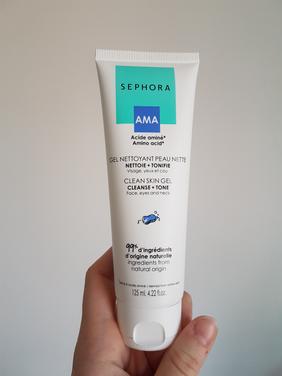 SEPHORA
AMA
Acide aminé*
Amino acid*
GEL NETTOYANT PEAU NETTE
NETTOIE + TONIFIE
Visage, yeux et cou
CLEAN SKIN GEL
CLEANSE + TONE
Face, eyes and neck
99% d'ingrédients
d'origine naturelle
ingredients from
natural origin
125 ml. 4.22 fl.oz.